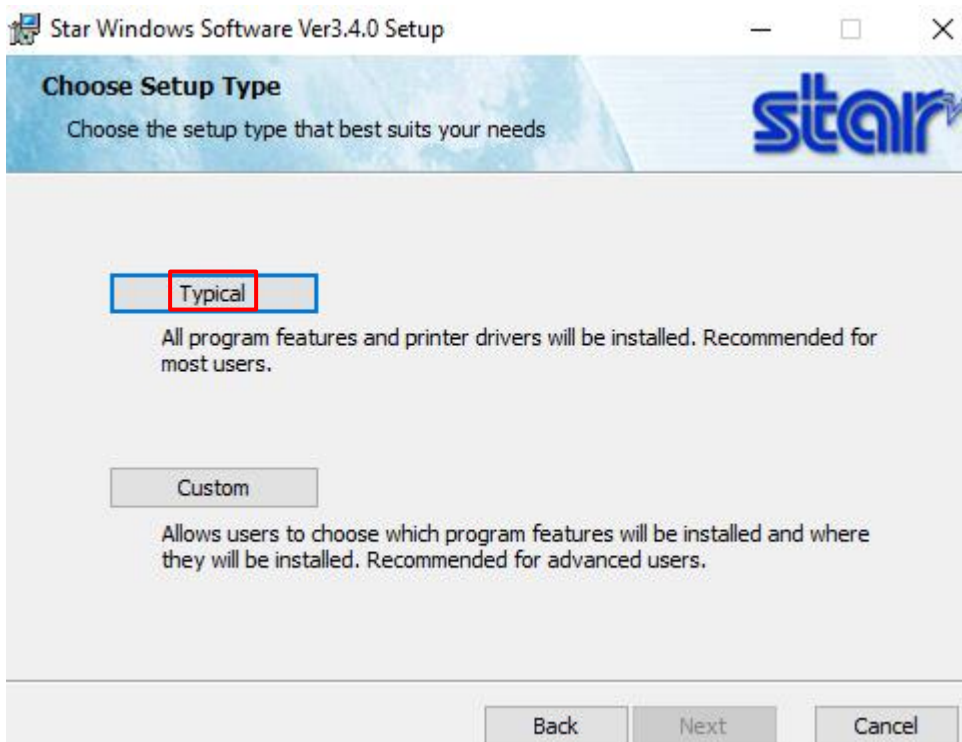 Star Windows Software Ver3.4.0 Setup
Choose Setup Type
Choose the setup type that best suits your needs
star
Typical
All program features and printer drivers will be installed. Recommended for
most users.
Custom
Allows users to choose which program features will be installed and where
they will be installed. Recommended for advanced users.
Back Next Cancel